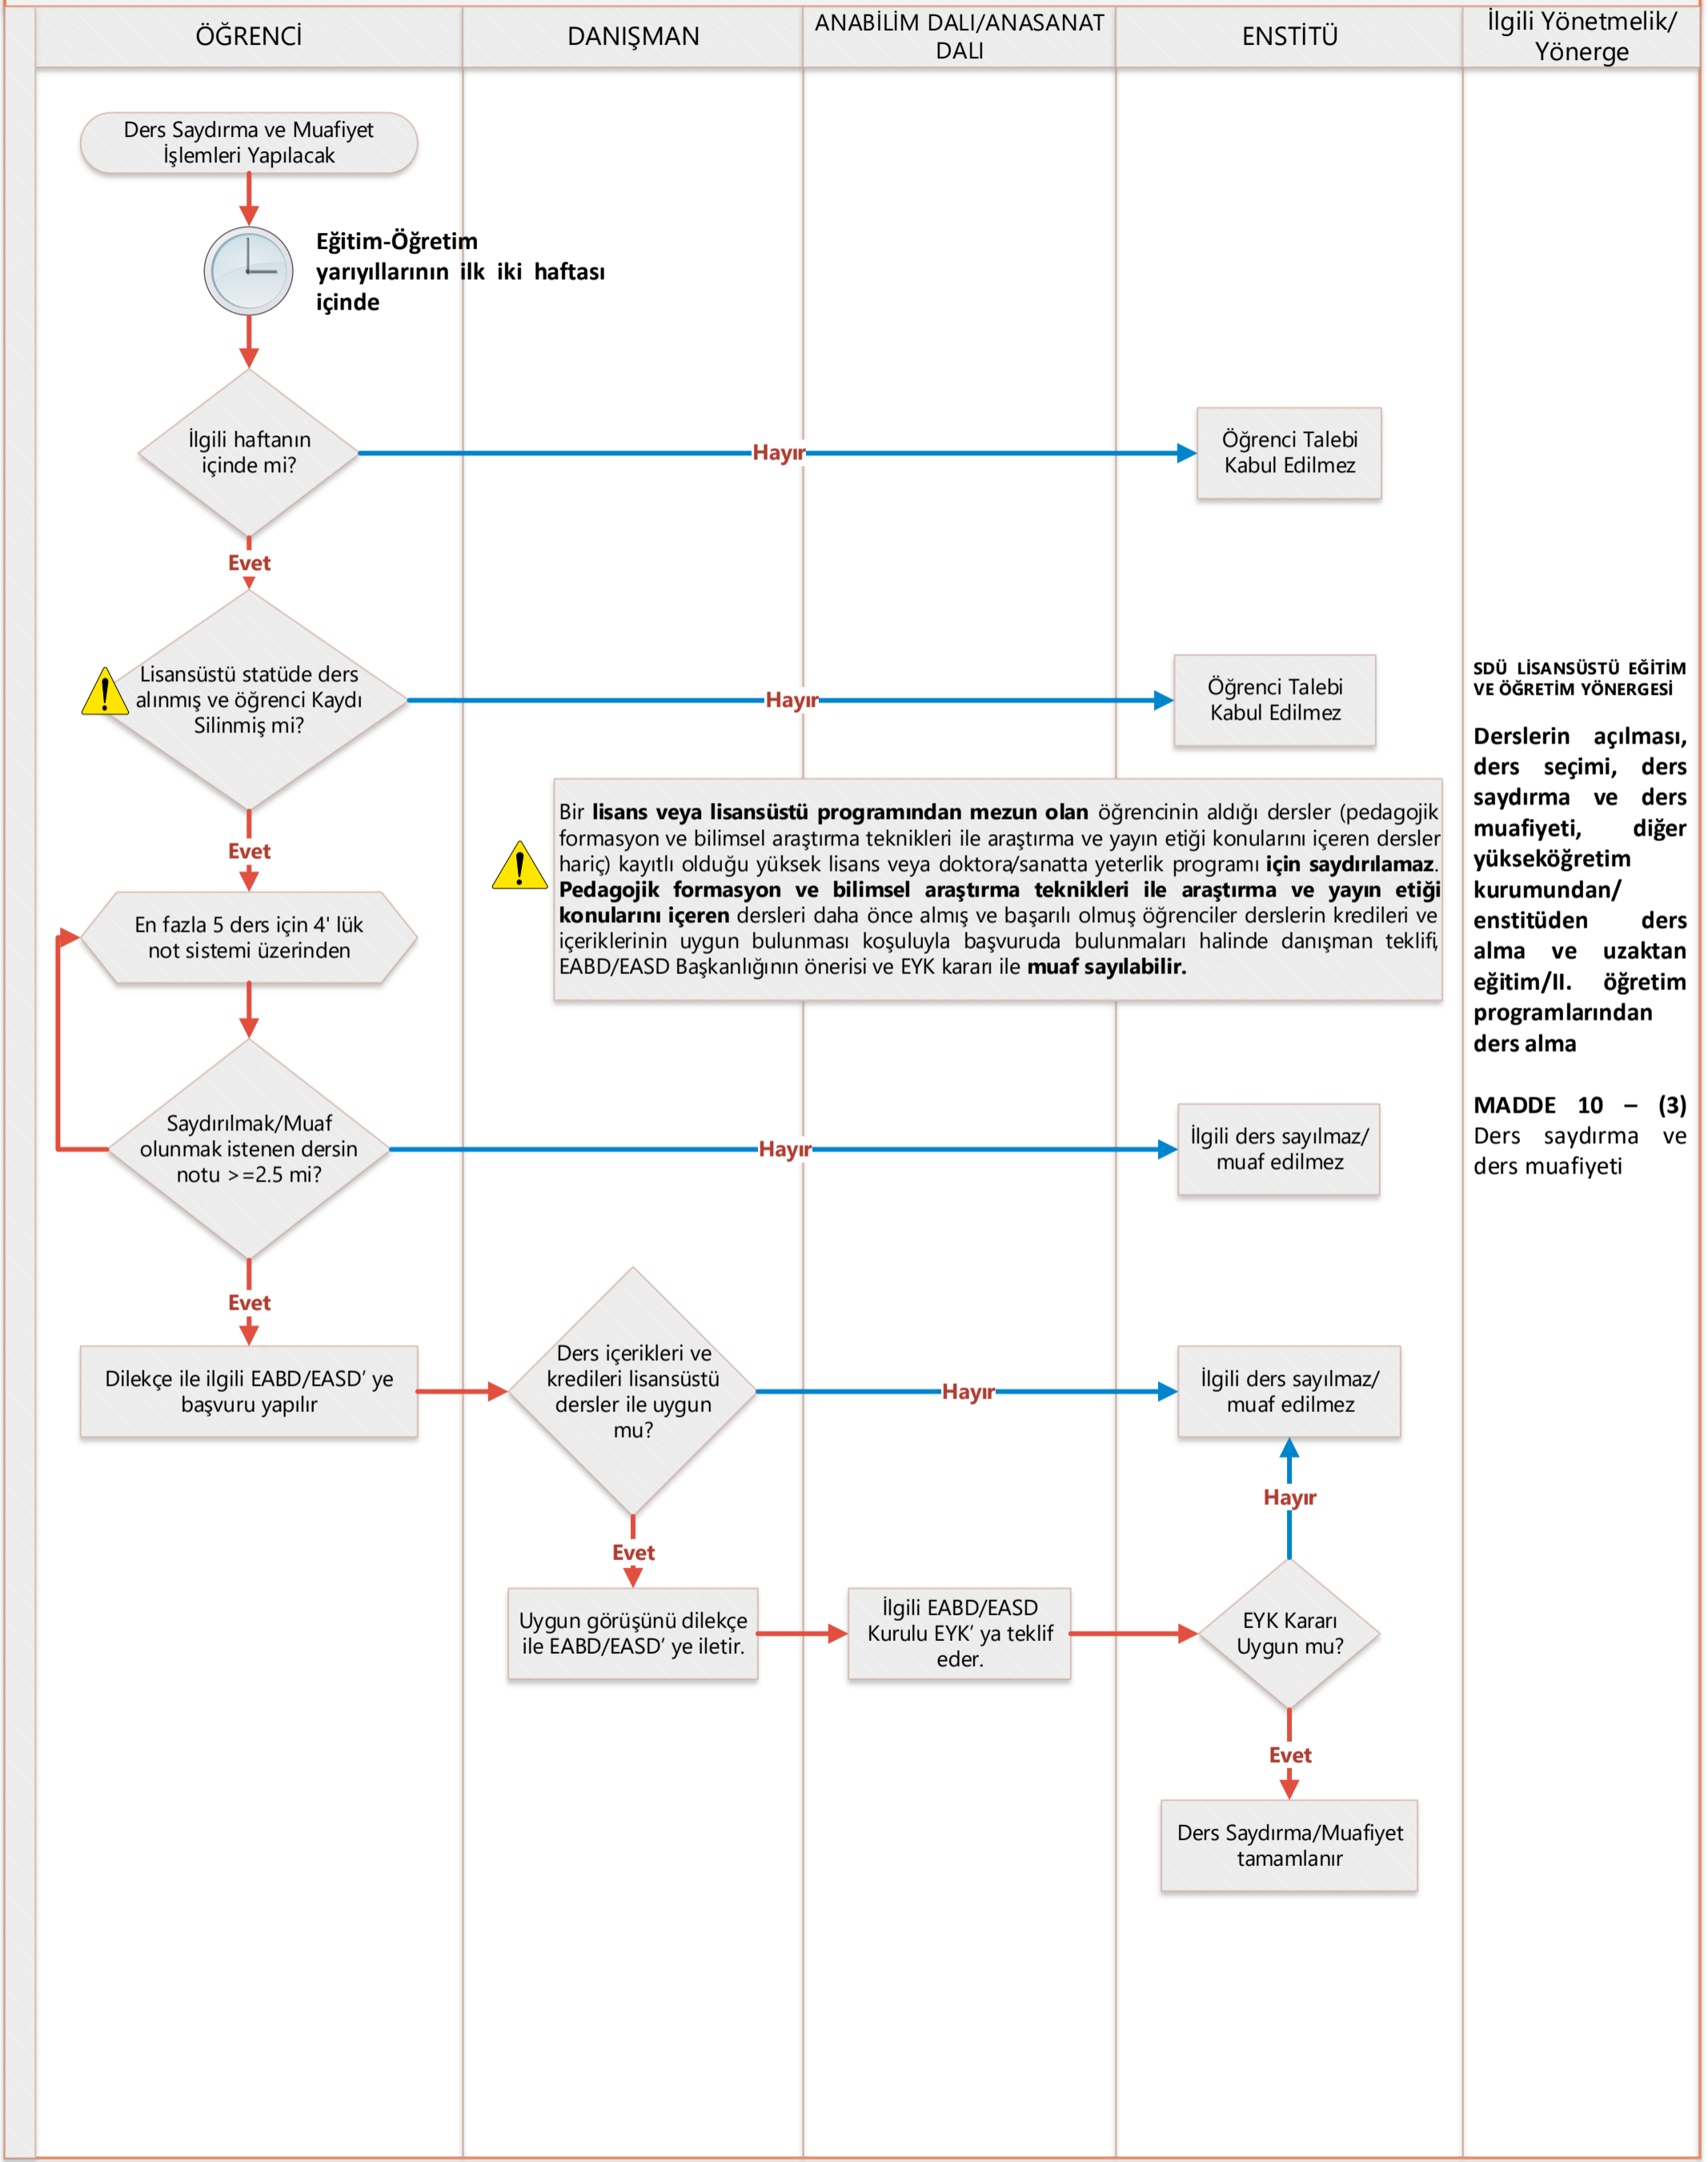 ÖĞRENCİ
DANIŞMAN
ANABİLİM DALI/ANASANAT
DALI
ENSTİTÜ
İlgili Yönetmelik/
Yönerge
Ders Saydırma ve Muafiyet
İşlemleri Yapılacak
Eğitim-Öğretim
yarıyıllarının ilk iki haftası
içinde
İlgili haftanın
içinde mi?
Hayır
Öğrenci Talebi
Kabul Edilmez
Evet
Lisansüstü statüde ders
alınmış ve öğrenci Kaydı
Silinmiş mi?
Hayır
Öğrenci Talebi
Kabul Edilmez
Evet
Bir lisans veya lisansüstü programından mezun olan öğrencinin aldığı dersler (pedagojik
formasyon ve bilimsel araştırma teknikleri ile araştırma ve yayın etiği konularını içeren dersler
hariç) kayıtlı olduğu yüksek lisans veya doktora/sanatta yeterlik programı için saydırılamaz.
Pedagojik formasyon ve bilimsel araştırma teknikleri ile araştırma ve yayın etiği
konularını içeren dersleri daha önce almış ve başarılı olmuş öğrenciler derslerin kredileri ve
içeriklerinin uygun bulunması koşuluyla başvuruda bulunmaları halinde danışman teklifi,
EABD/EASD Başkanlığının önerisi ve EYK kararı ile muaf sayılabilir.
En fazla 5 ders için 4' lük
not sistemi üzerinden
Saydırılmak/Muaf
olunmak istenen dersin
notu >=2.5 mi?
Hayır
İlgili ders sayılmaz/
muaf edilmez
Evet
Dilekçe ile ilgili EABD/EASD’ ye
başvuru yapılır
Ders içerikleri ve
kredileri lisansüstü
dersler ile uygun
mu?
Hayır
İlgili ders sayılmaz/
muaf edilmez
Hayır
Evet
Uygun görüşünü dilekçe
ile EABD/EASD’ ye iletir.
İlgili EABD/EASD
Kurulu EYK’ ya teklif
eder.
EYK Kararı
Uygun mu?
Evet
Ders Saydırma/Muafiyet
tamamlanır
SDÜ LİSANSÜSTÜ EĞİTİM
VE ÖĞRETİM YÖNERGESİ
Derslerin açılması,
ders seçimi, ders
saydırma ve ders
muafiyeti, diğer
yükseköğretim
kurumundan/
enstitüden ders
alma ve uzaktan
eğitim/II. öğretim
programlarından
ders alma
MADDE 10 – (3)
Ders saydırma ve
ders muafiyeti